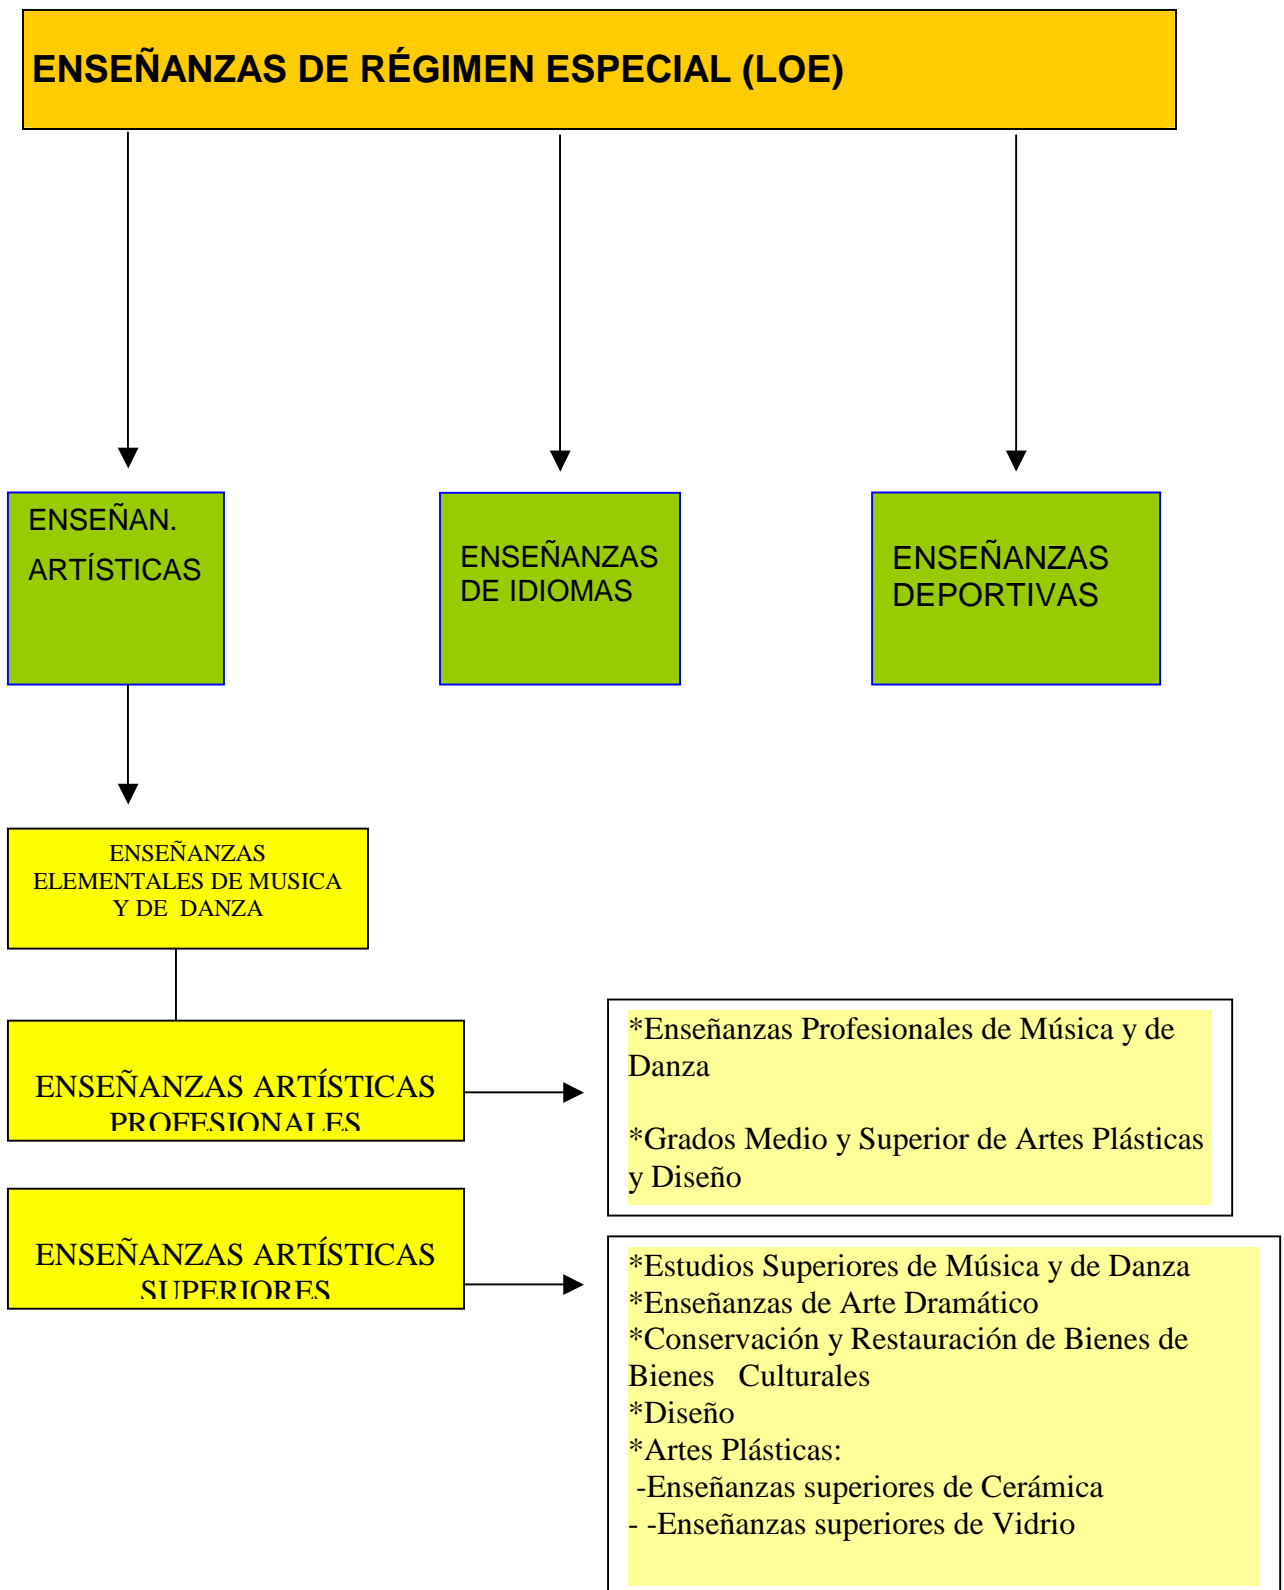 ENSEÑANZAS DE RÉGIMEN ESPECIAL (LOE)
ENSEÑAN.
ARTÍSTICAS
ENSEÑANZAS
DE IDIOMAS
ENSEÑANZAS
DEPORTIVAS
ENSEÑANZAS
ELEMENTALES DE MUSICA
Y DE DANZA
ENSEÑANZAS ARTÍSTICAS
PROFESIONALES
*Enseñanzas Profesionales de Música y de
Danza
*Grados Medio y Superior de Artes Plásticas
y Diseño
ENSEÑANZAS ARTÍSTICAS
SUPERIORES
*Estudios Superiores de Música y de Danza
*Enseñanzas de Arte Dramático
*Conservación y Restauración de Bienes de
Bienes Culturales
*Diseño
*Artes Plásticas:
-Enseñanzas superiores de Cerámica
- -Enseñanzas superiores de Vidrio